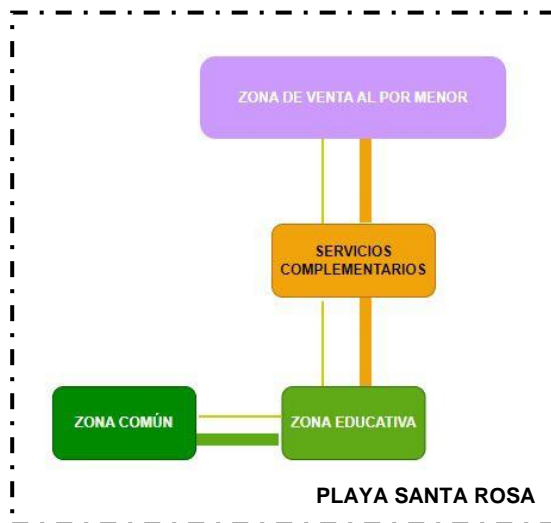 ZONA DE VENTA AL POR MENOR
SERVICIOS
COMPLEMENTARIOS
ZONA COMÚN
ZONA EDUCATIVA
PLAYA SANTA ROSA